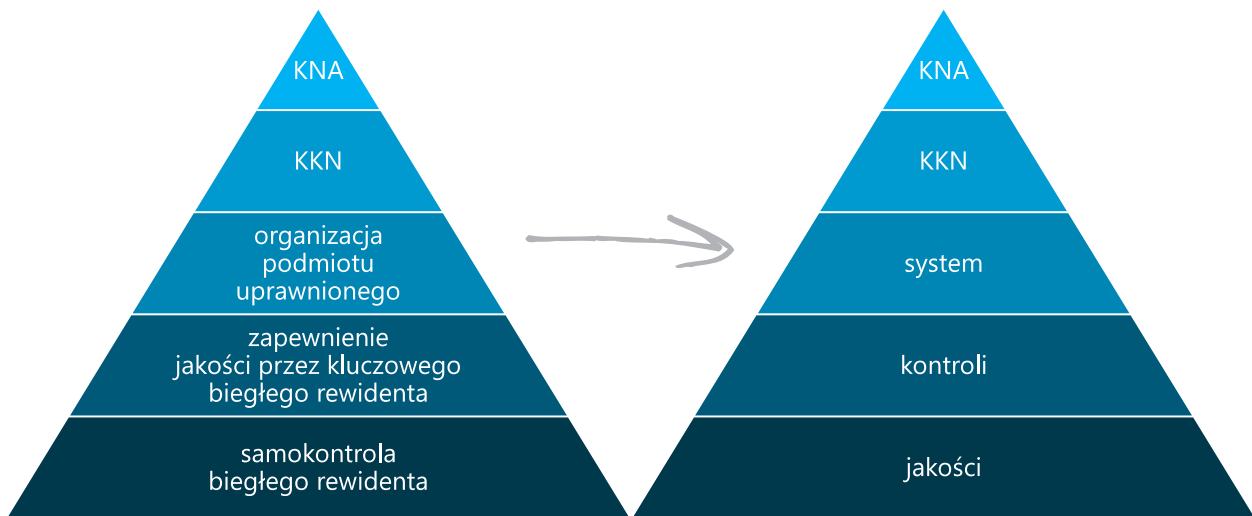 KNA
KKN
organizacja
podmiotu
uprawnionego
zapewnienie
jakości przez kluczowego
biegłego rewidenta
samokontrola
biegłego rewidenta
KNA
KKN
system
kontroli
jakości